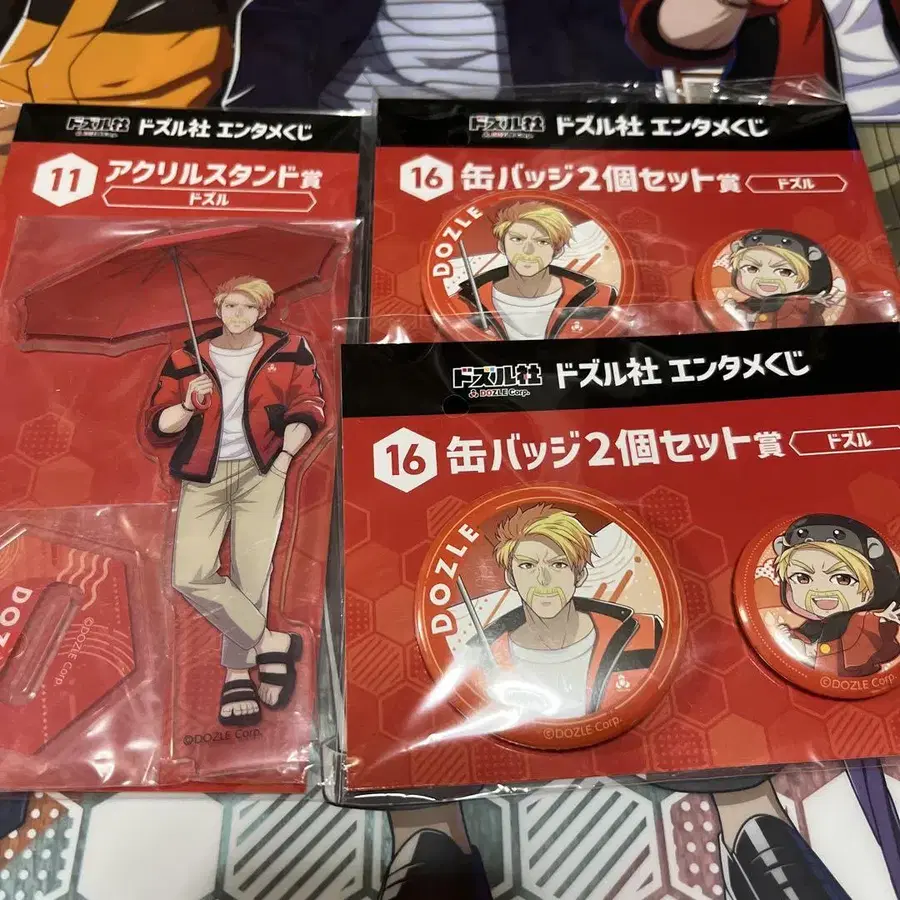 ドズル社 ドズル社 エンタメくじ
11 アクリルスタンド賞
ドズル
DOZ
©DOZLE Corp.
©DOZLE Corp.
ドズル社 ドズル社 エンタメくじ
16 缶バッジ2個セット賞 ドズル
DOZLE
ドズル社 ドズル社 エンタメくじ
DOZLE Corp.
16 缶バッジ2個セット賞 ドズル
DOZLE
©DOZLE Corp.
©DOZLE Corp.